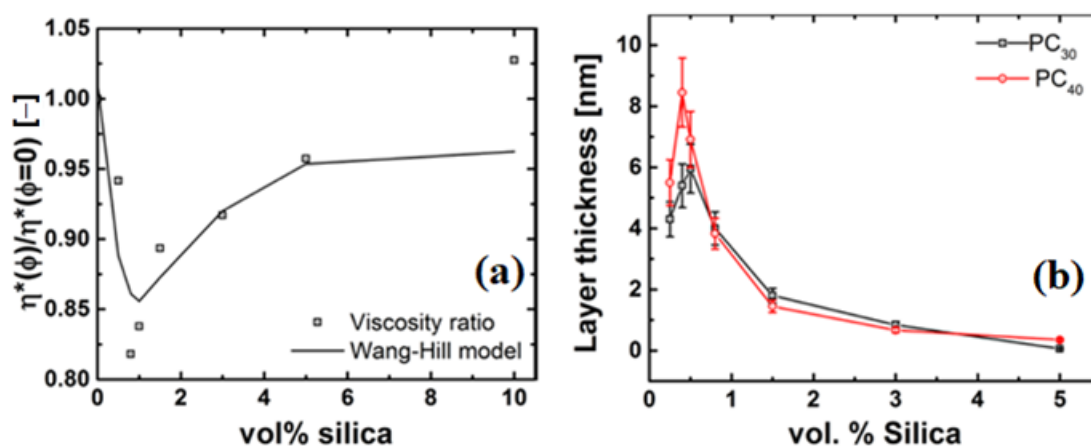 1.05
1.00
0.95
0.90
0.85
0.80
η*(ϕ)/η*(ϕ=0) [−]
(a)
Viscosity ratio
Wang-Hill model
0 2 4 6 8 10
vol% silica
10
8
6
4
2
0
Layer thickness [nm]
PC30
PC40
(b)
0 1 2 3 4 5
vol. % Silica